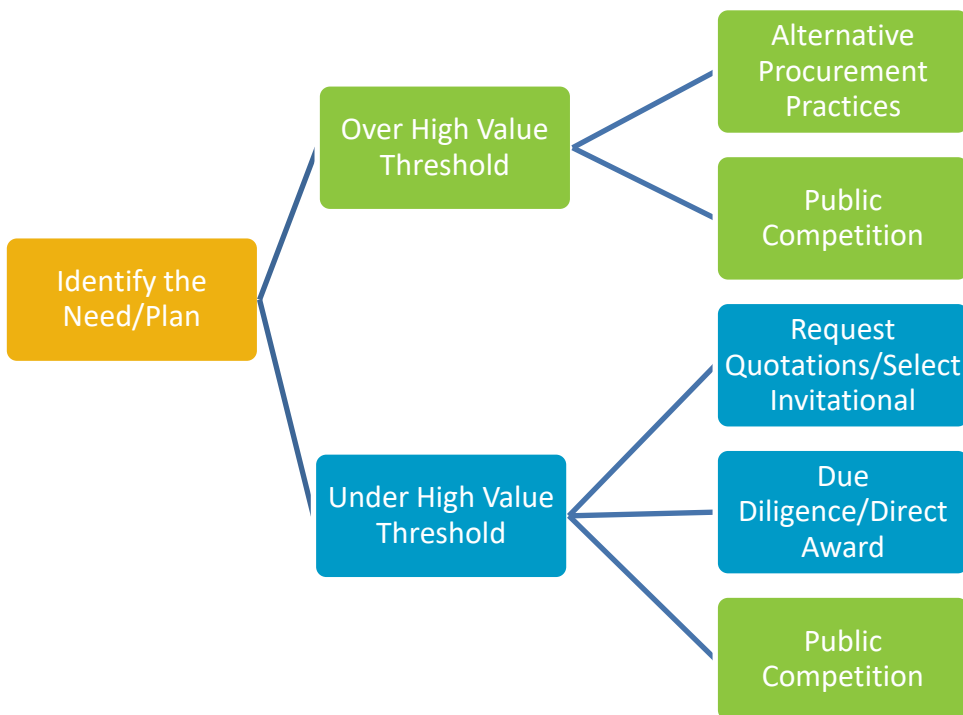 Identify the
Need/Plan
Over High Value
Threshold
Alternative
Procurement
Practices
Public
Competition
Under High Value
Threshold
Request
Quotations/Select
Invitational
Due
Diligence/Direct
Award
Public
Competition